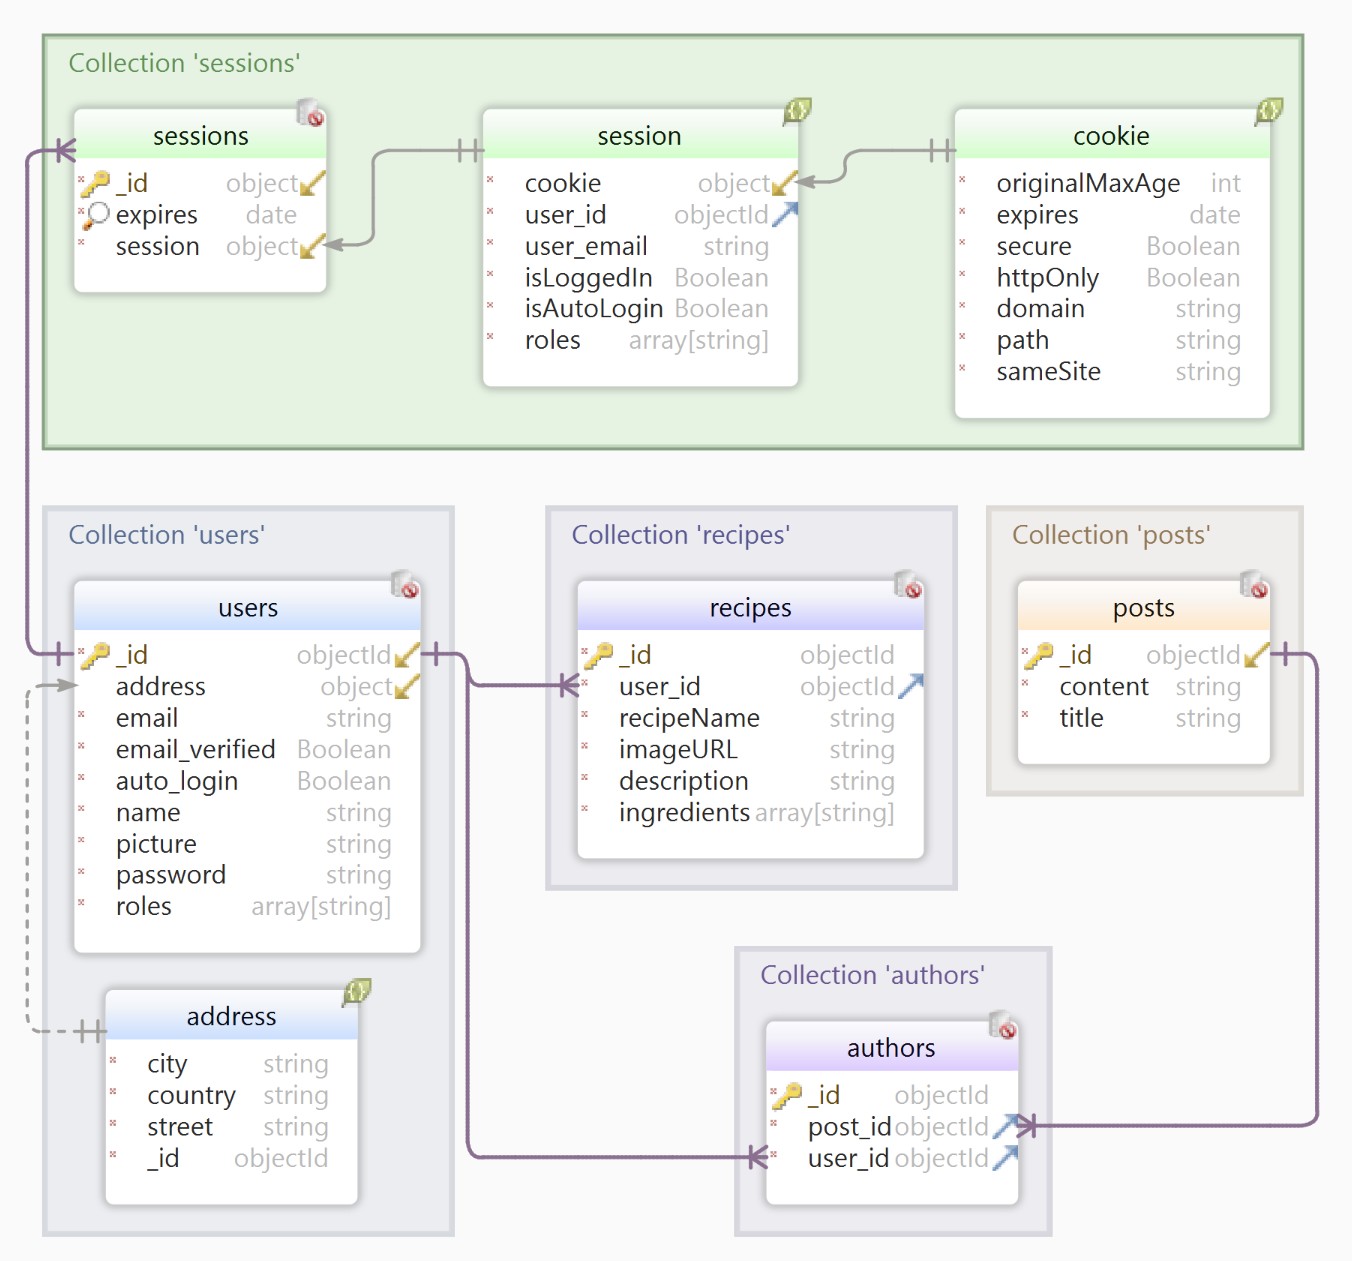 Collection 'sessions'
sessions
_id object
expires date
session object
session
cookie object
user_id objectId
user_email string
isLoggedIn Boolean
isAutoLogin Boolean
roles array[string]
cookie
originalMaxAge int
expires date
secure Boolean
httpOnly Boolean
domain string
path string
sameSite string
Collection 'users'
users
_id objectId
address object
email string
email_verified Boolean
auto_login Boolean
name string
picture string
password string
roles array[string]
address
city string
country string
street string
_id objectId
Collection 'recipes'
recipes
_id objectId
user_id objectId
recipeName string
imageURL string
description string
ingredients array[string]
Collection 'posts'
posts
_id objectId
content string
title string
Collection 'authors'
authors
_id objectId
post_id objectId
user_id objectId